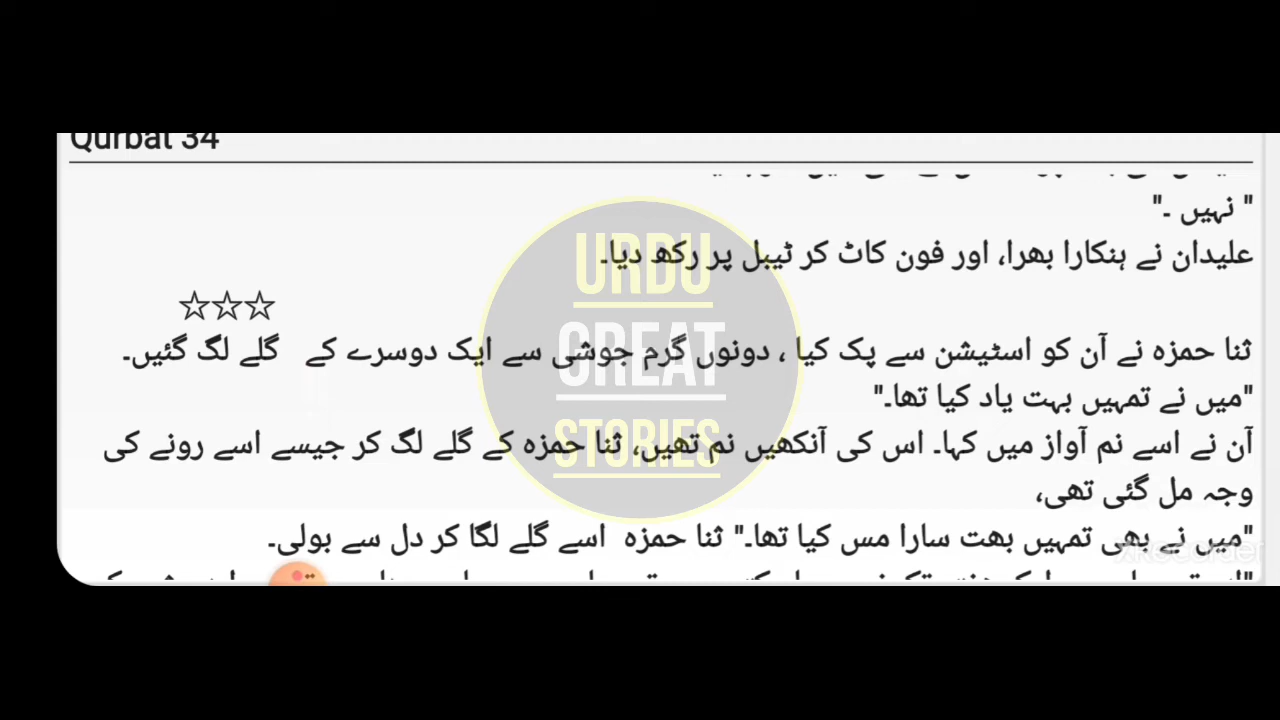 Qurbat 34
" نہیں ۔"
علیدان نے ہنکارا بھرا، اور فون کاٹ کر ٹیبل پر رکھ دیا۔
☆☆☆
ثنا حمزہ نے آن کو اسٹیشن سے پک کیا ، دونوں گرم جوشی سے ایک دوسرے کے گلے لگ گئیں۔
"میں نے تمہیں بہت یاد کیا تھا۔"
آن نے اسے نم آواز میں کہا۔ اس کی آنکھیں نم تھیں، ثنا حمزہ کے گلے لگ کر جیسے اسے رونے کی
وجہ مل گئی تھی،
"میں نے بھی تمہیں بھت سارا مس کیا تھا۔" ثنا حمزہ اسے گلے لگا کر دل سے بولی۔
URDU
GREAT
STORIES
XRecorder